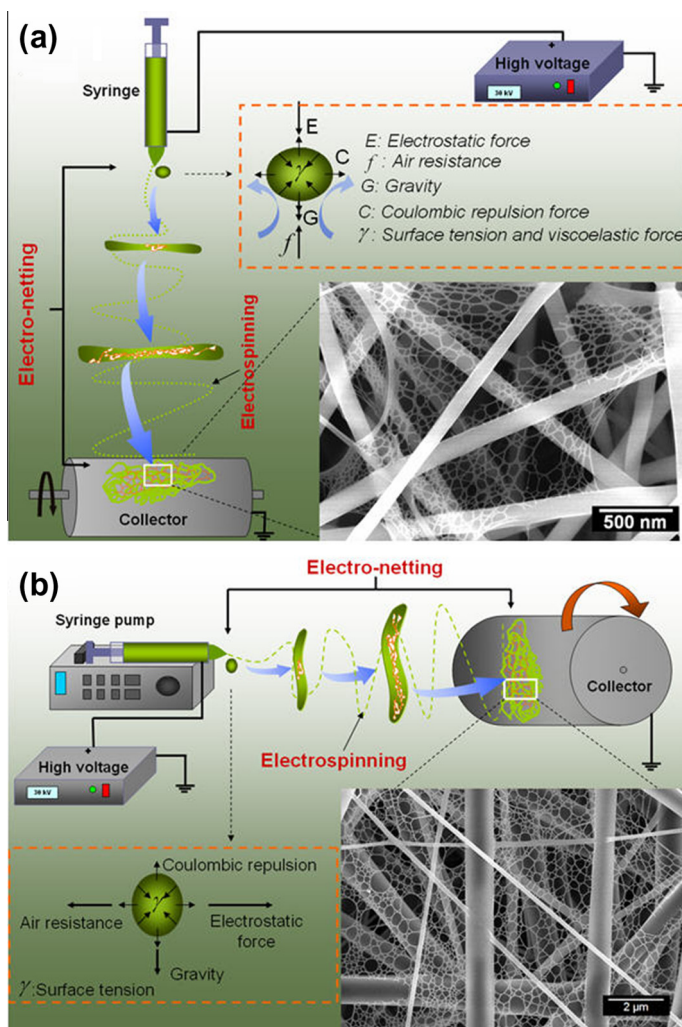 (a)
Syringe
+
High voltage
30 kV
E
C
γ
G
f
E: Electrostatic force
f : Air resistance
G: Gravity
C: Coulombic repulsion force
γ : Surface tension and viscoelastic force
Electro-netting
Electrospinning
Collector
500 nm
(b)
Electro-netting
Syringe pump
Collector
Electrospinning
+
High voltage
30 kV
Coulombic repulsion
γ
Air resistance
Electrostatic
force
Gravity
γ:Surface tension
2 µm